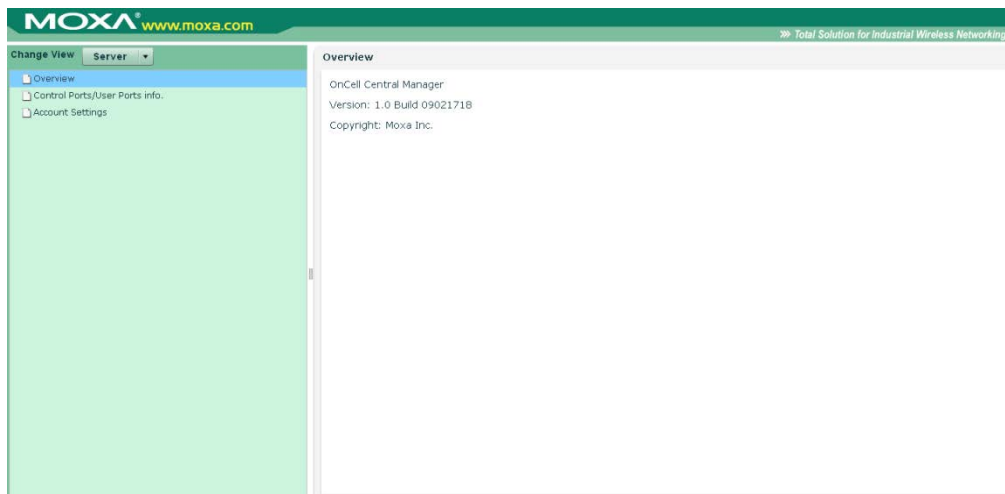 MOXA® www.moxa.com
Total Solution for Industrial Wireless Networking
Change View Server
Overview
Control Ports/User Ports info.
Account Settings
Overview
OnCell Central Manager
Version: 1.0 Build 09021718
Copyright: Moxa Inc.